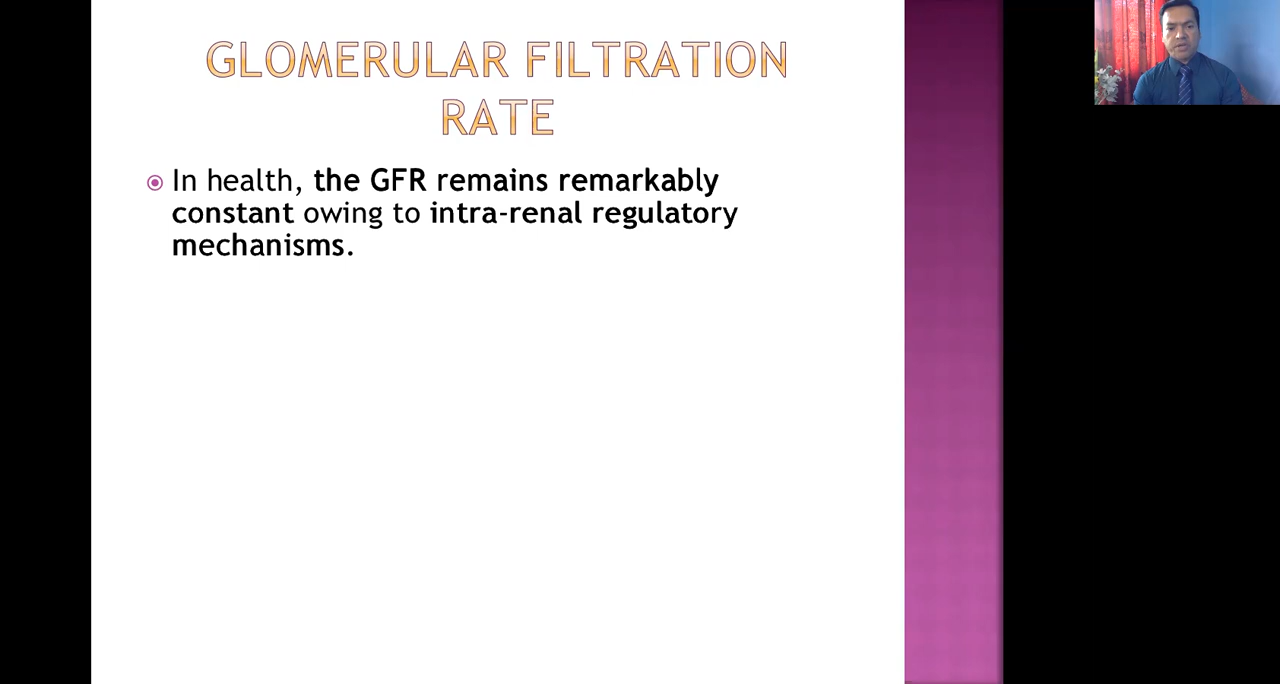 GLOMERULAR FILTRATION
RATE
In health, the GFR remains remarkably
constant owing to intra-renal regulatory
mechanisms.